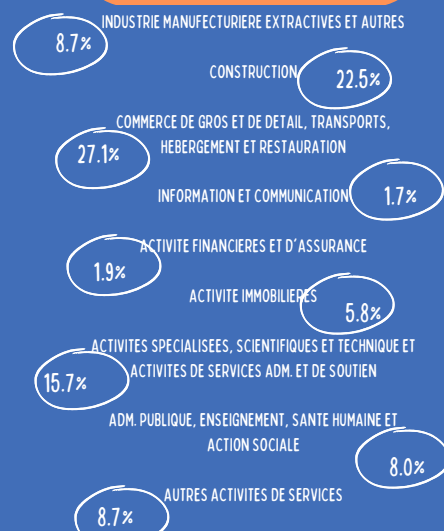 INDUSTRIE MANUFECTURIERE EXTRACTIVES ET AUTRES
8.7%
CONSTRUCTION
22.5%
COMMERCE DE GROS ET DE DETAIL, TRANSPORTS,
HEBERGEMENT ET RESTAURATION
27.1%
INFORMATION ET COMMUNICATION
1.7%
ACTIVITE FINANCIERES ET D'ASSURANCE
1.9%
ACTIVITE IMMOBILIERES
5.8%
ACTIVITES SPECIALISEES, SCIENTIFIQUES ET TECHNIQUE ET
ACTIVITES DE SERVICES ADM. ET DE SOUTIEN
15.7%
ADM. PUBLIQUE, ENSEIGNEMENT, SANTE HUMAINE ET
ACTION SOCIALE
8.0%
AUTRES ACTIVITES DE SERVICES
8.7%